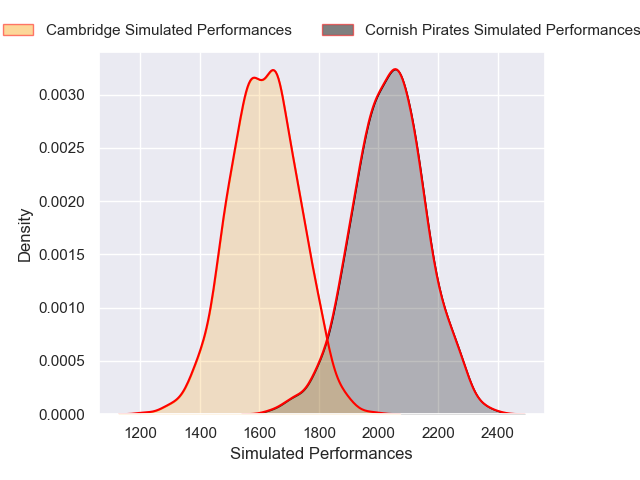 Cambridge Simulated Performances
Cornish Pirates Simulated Performances
0.0030
0.0025
0.0020
0.0015
0.0010
0.0005
0.0000
Density
1200 1400 1600 1800 2000 2200 2400
Simulated Performances